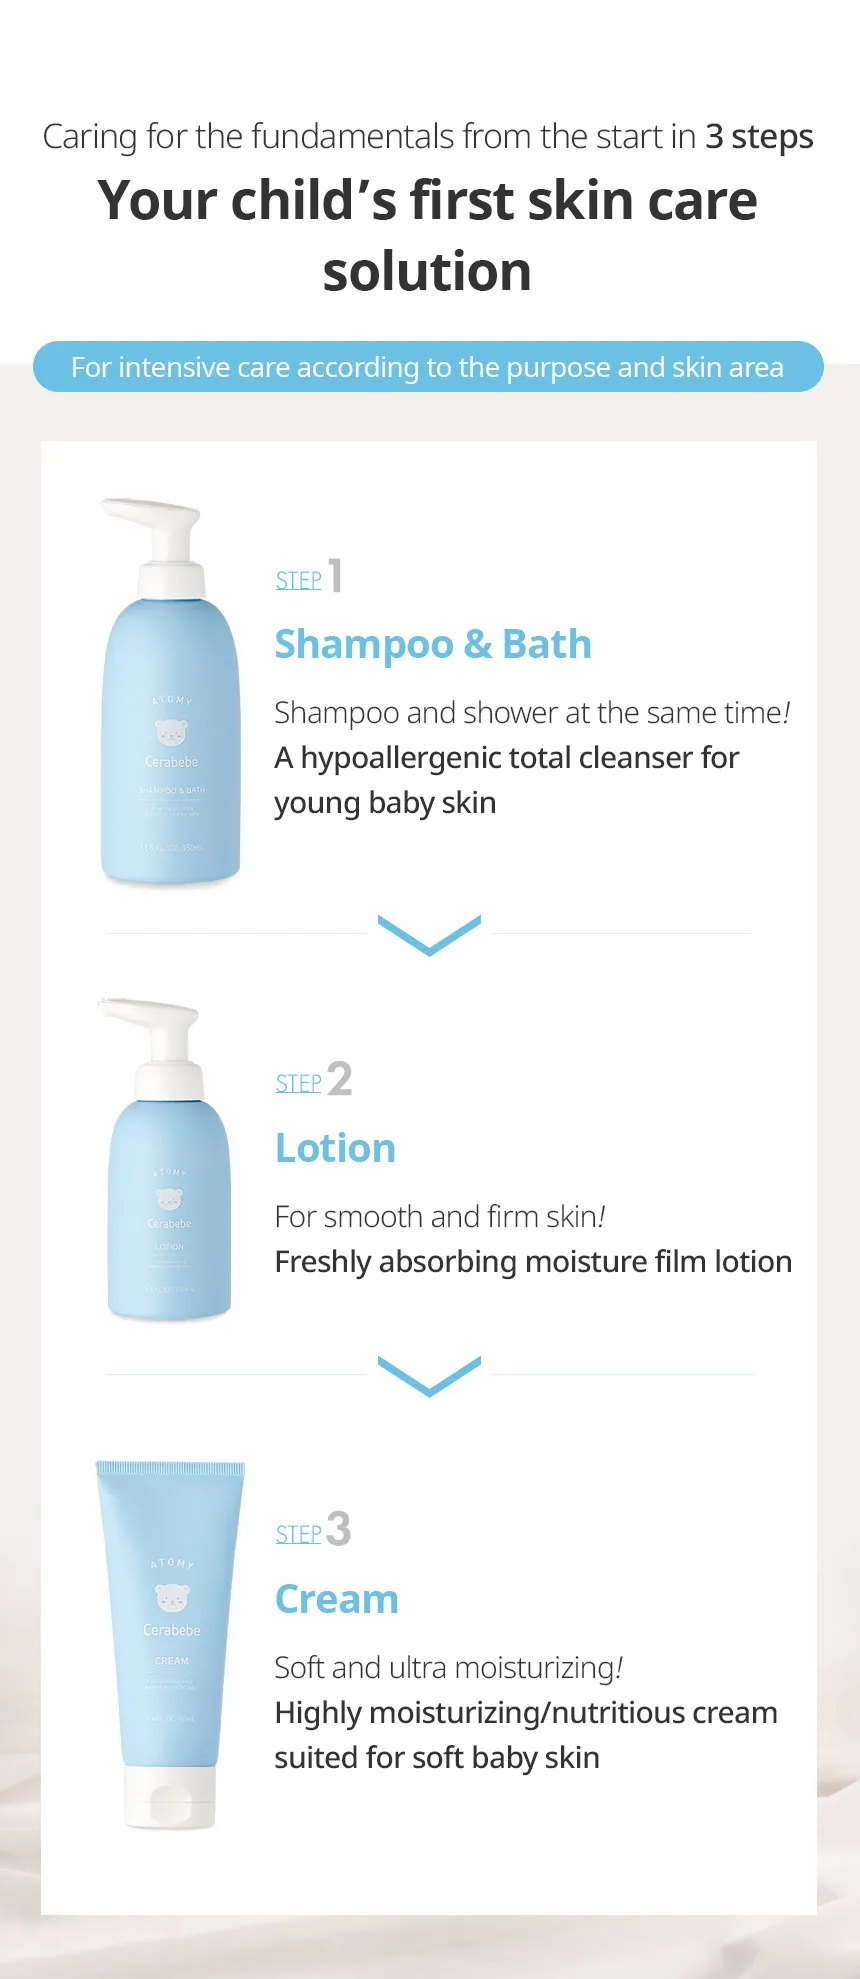 Caring for the fundamentals from the start in 3 steps
Your child's first skin care
solution
For intensive care according to the purpose and skin area
ATOMY
Cerabebe
SHAMPOO & BATH
STEP 1
Shampoo & Bath
Shampoo and shower at the same time!
A hypoallergenic total cleanser for
young baby skin
ATOMY
Cerabebe
LOTION
STEP 2
Lotion
For smooth and firm skin!
Freshly absorbing moisture film lotion
ATOMY
Cerabebe
CREAM
STEP 3
Cream
Soft and ultra moisturizing!
Highly moisturizing/nutritious cream
suited for soft baby skin